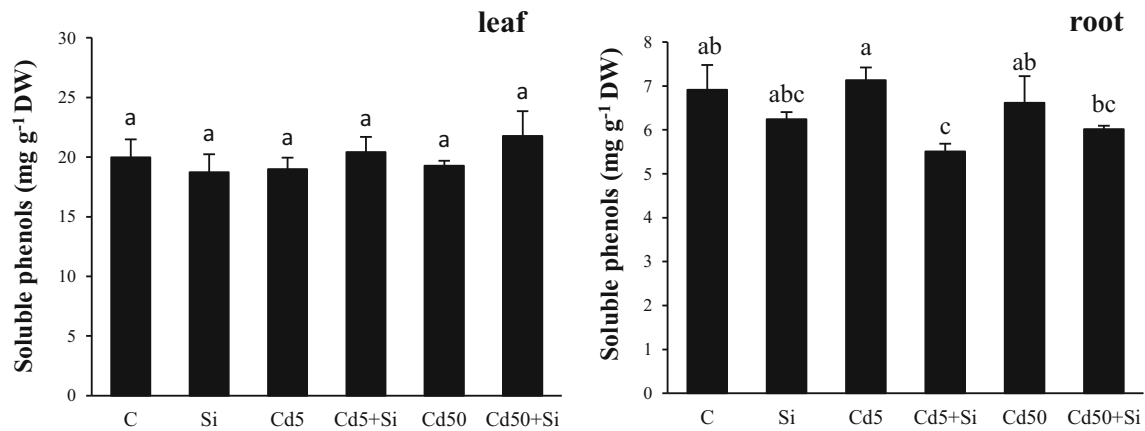 leaf
Soluble phenols (mg g⁻¹ DW)
30
25
20
15
10
5
0
a
a
a
a
a
a
C Si Cd5 Cd5+Si Cd50 Cd50+Si
root
Soluble phenols (mg g⁻¹ DW)
8
7
6
5
4
3
2
1
0
ab
abc
a
c
ab
bc
C Si Cd5 Cd5+Si Cd50 Cd50+Si